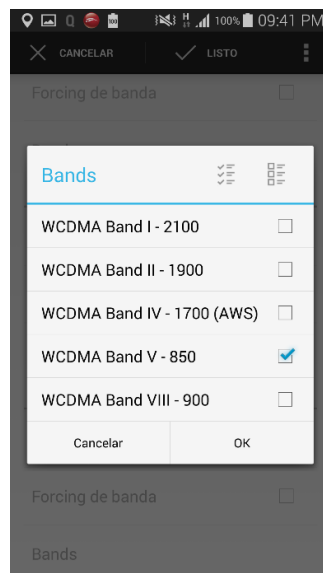 Q 100 H 100% 09:41 PM
CANCELAR LISTO
Forcing de banda
Bands
WCDMA Band I - 2100
WCDMA Band II - 1900
WCDMA Band IV - 1700 (AWS)
WCDMA Band V - 850
WCDMA Band VIII - 900
Cancelar OK
Forcing de banda
Bands